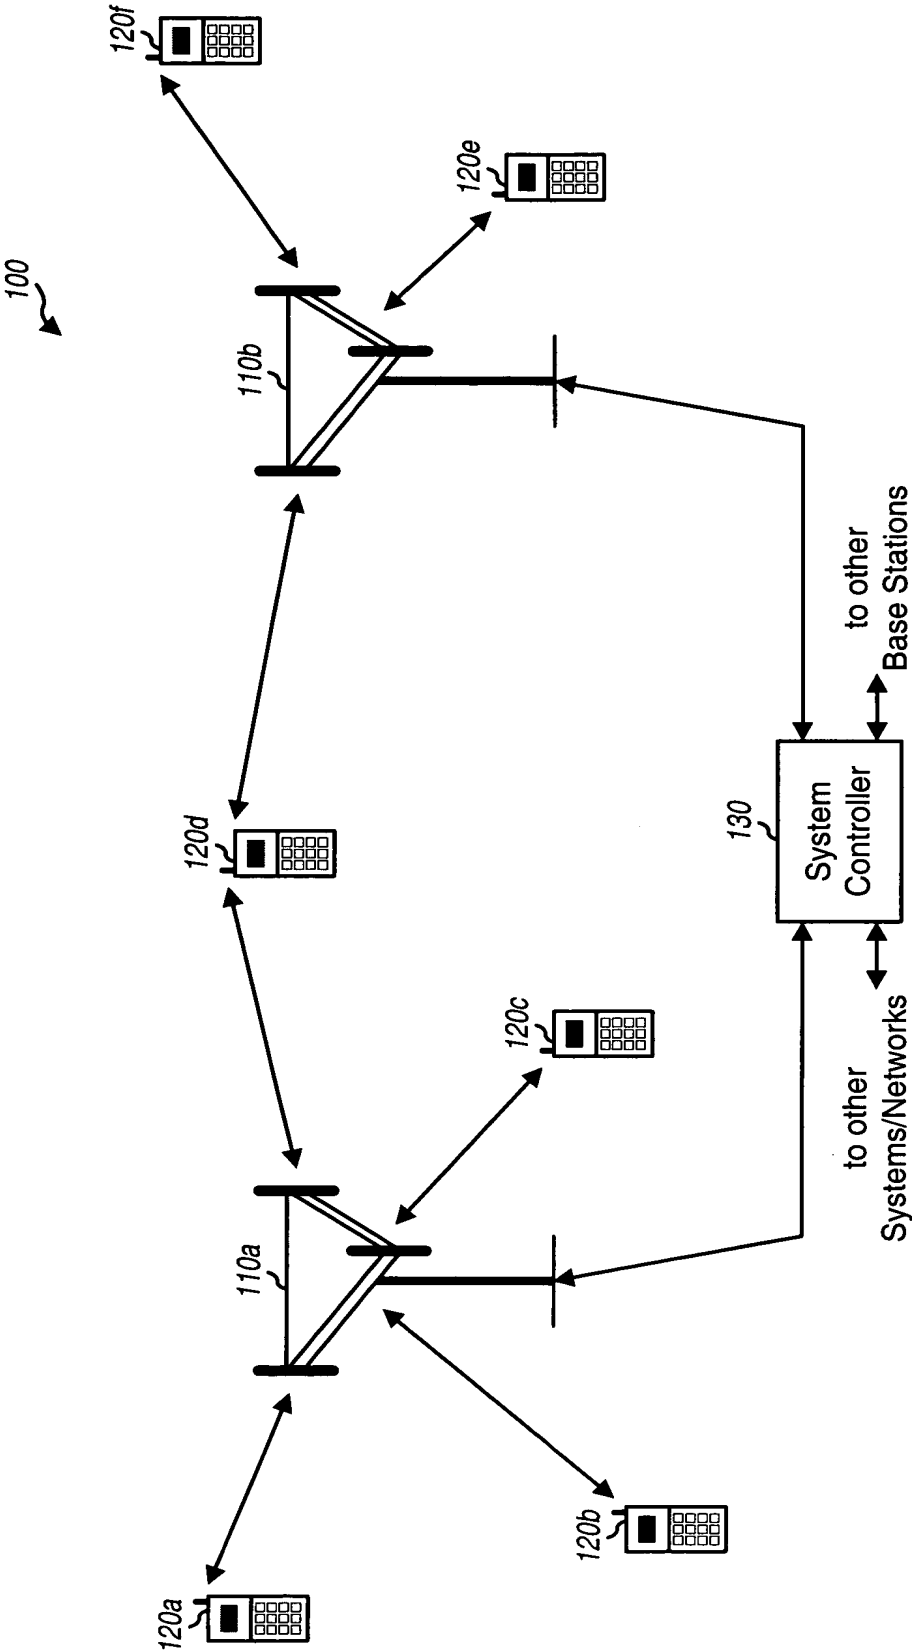 100
120f
120e
110b
120d
120c
110a
120a
120b
130
System
Controller
to other
Base Stations
to other
Systems/Networks